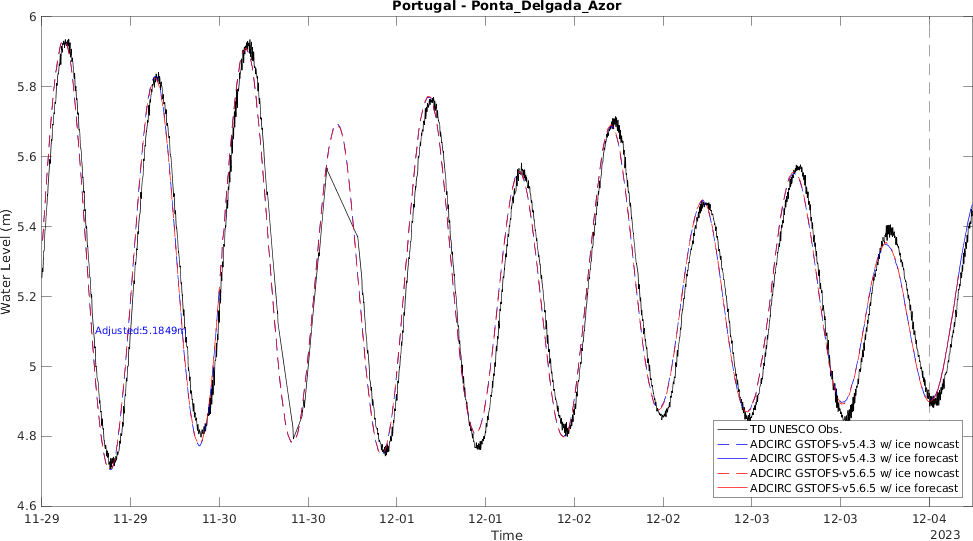 Portugal - Ponta_Delgada_Azor
6
5.8
5.6
5.4
5.2
5
4.8
4.6
Water Level (m)
Adjusted:5.1849m
TD UNESCO Obs.
ADCIRC GSTOFS-v5.4.3 w/ ice nowcast
ADCIRC GSTOFS-v5.4.3 w/ ice forecast
ADCIRC GSTOFS-v5.6.5 w/ ice nowcast
ADCIRC GSTOFS-v5.6.5 w/ ice forecast
11-29 11-29 11-30 11-30 12-01 12-01 12-02 12-02 12-03 12-03 12-04
Time
2023